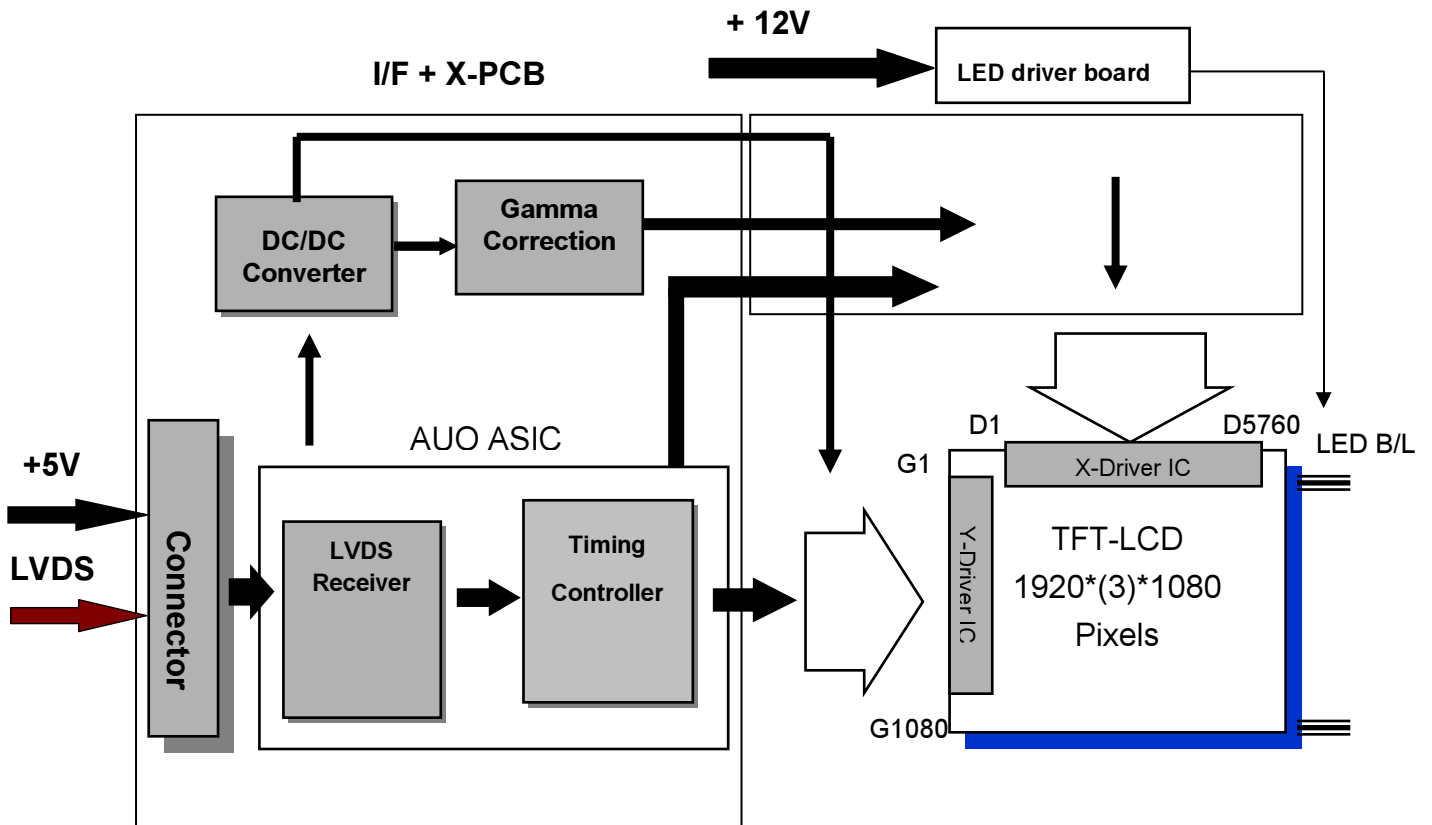 + 12V
LED driver board
I/F + X-PCB
Gamma
Correction
DC/DC
Converter
AUO ASIC
D1
D5760
LED B/L
G1
X-Driver IC
+5V
LVDS
Connector
LVDS
Receiver
Timing
Controller
Y-Driver IC
TFT-LCD
1920*(3)*1080
Pixels
G1080